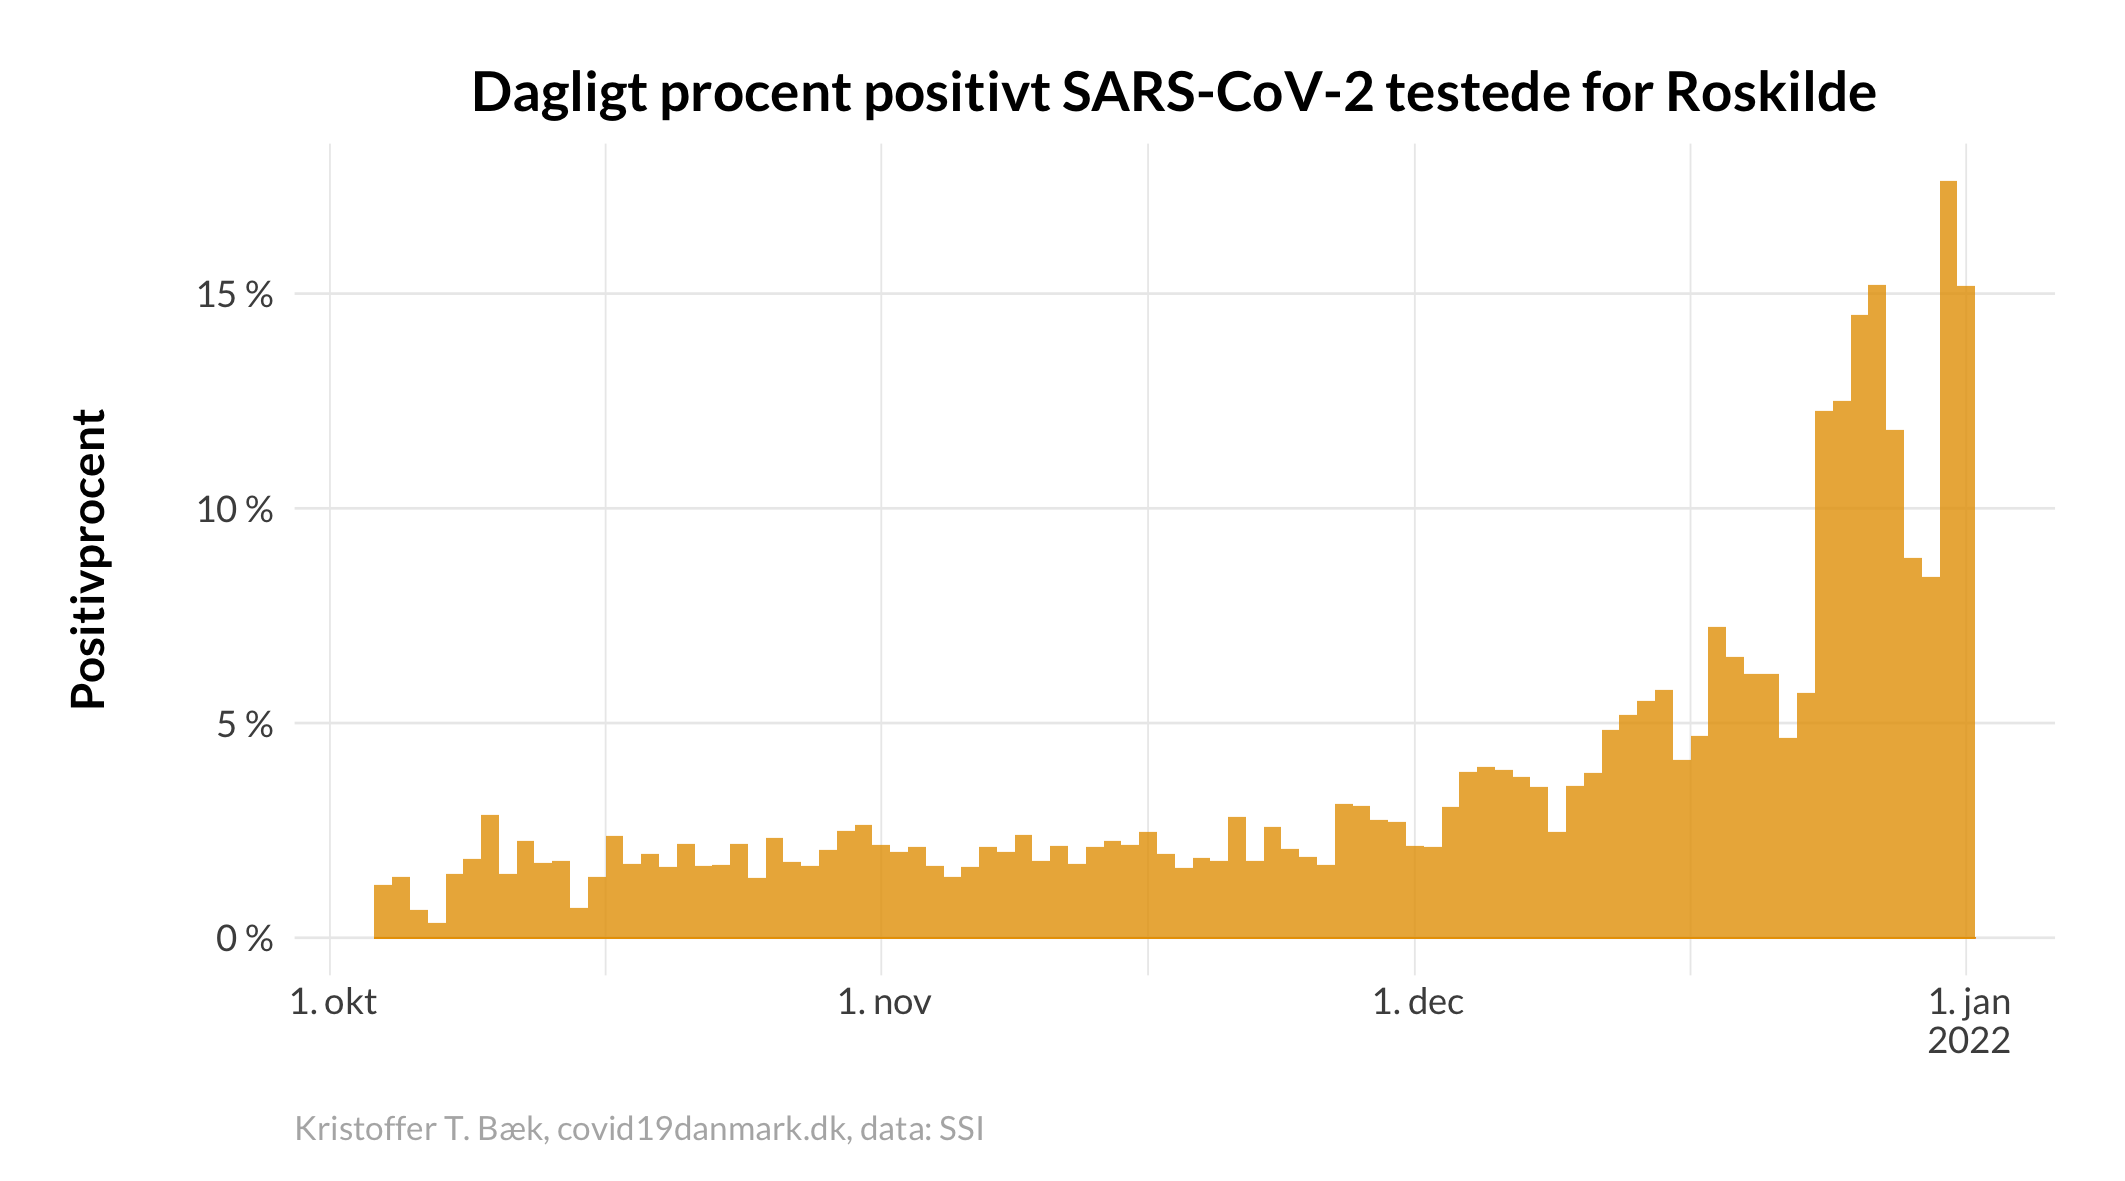 Dagligt procent positivt SARS-CoV-2 testede for Roskilde
Positivprocent
15 %
10 %
5 %
0 %
1. okt
1. nov
1. dec
1. jan
2022
Kristoffer T. Bæk, covid19danmark.dk, data: SSI